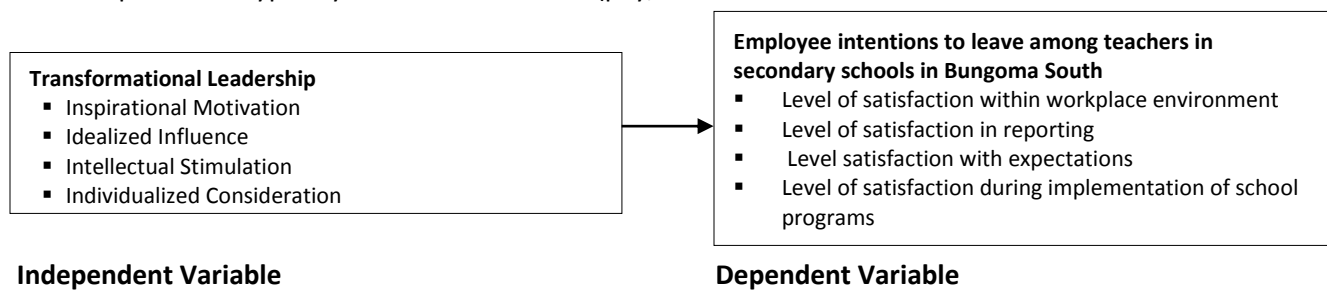 Transformational Leadership
▪ Inspirational Motivation
▪ Idealized Influence
▪ Intellectual Stimulation
▪ Individualized Consideration
Employee intentions to leave among teachers in
secondary schools in Bungoma South
▪ Level of satisfaction within workplace environment
▪ Level of satisfaction in reporting
▪ Level satisfaction with expectations
▪ Level of satisfaction during implementation of school
programs
Independent Variable
Dependent Variable